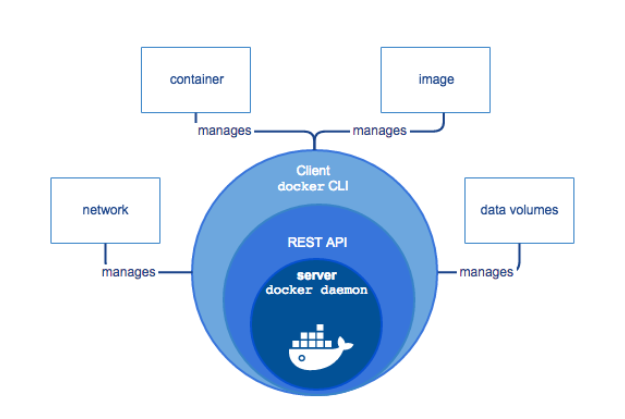 container
image
manages
manages
Client
docker CLI
network
data volumes
REST API
manages
server
manages
docker daemon